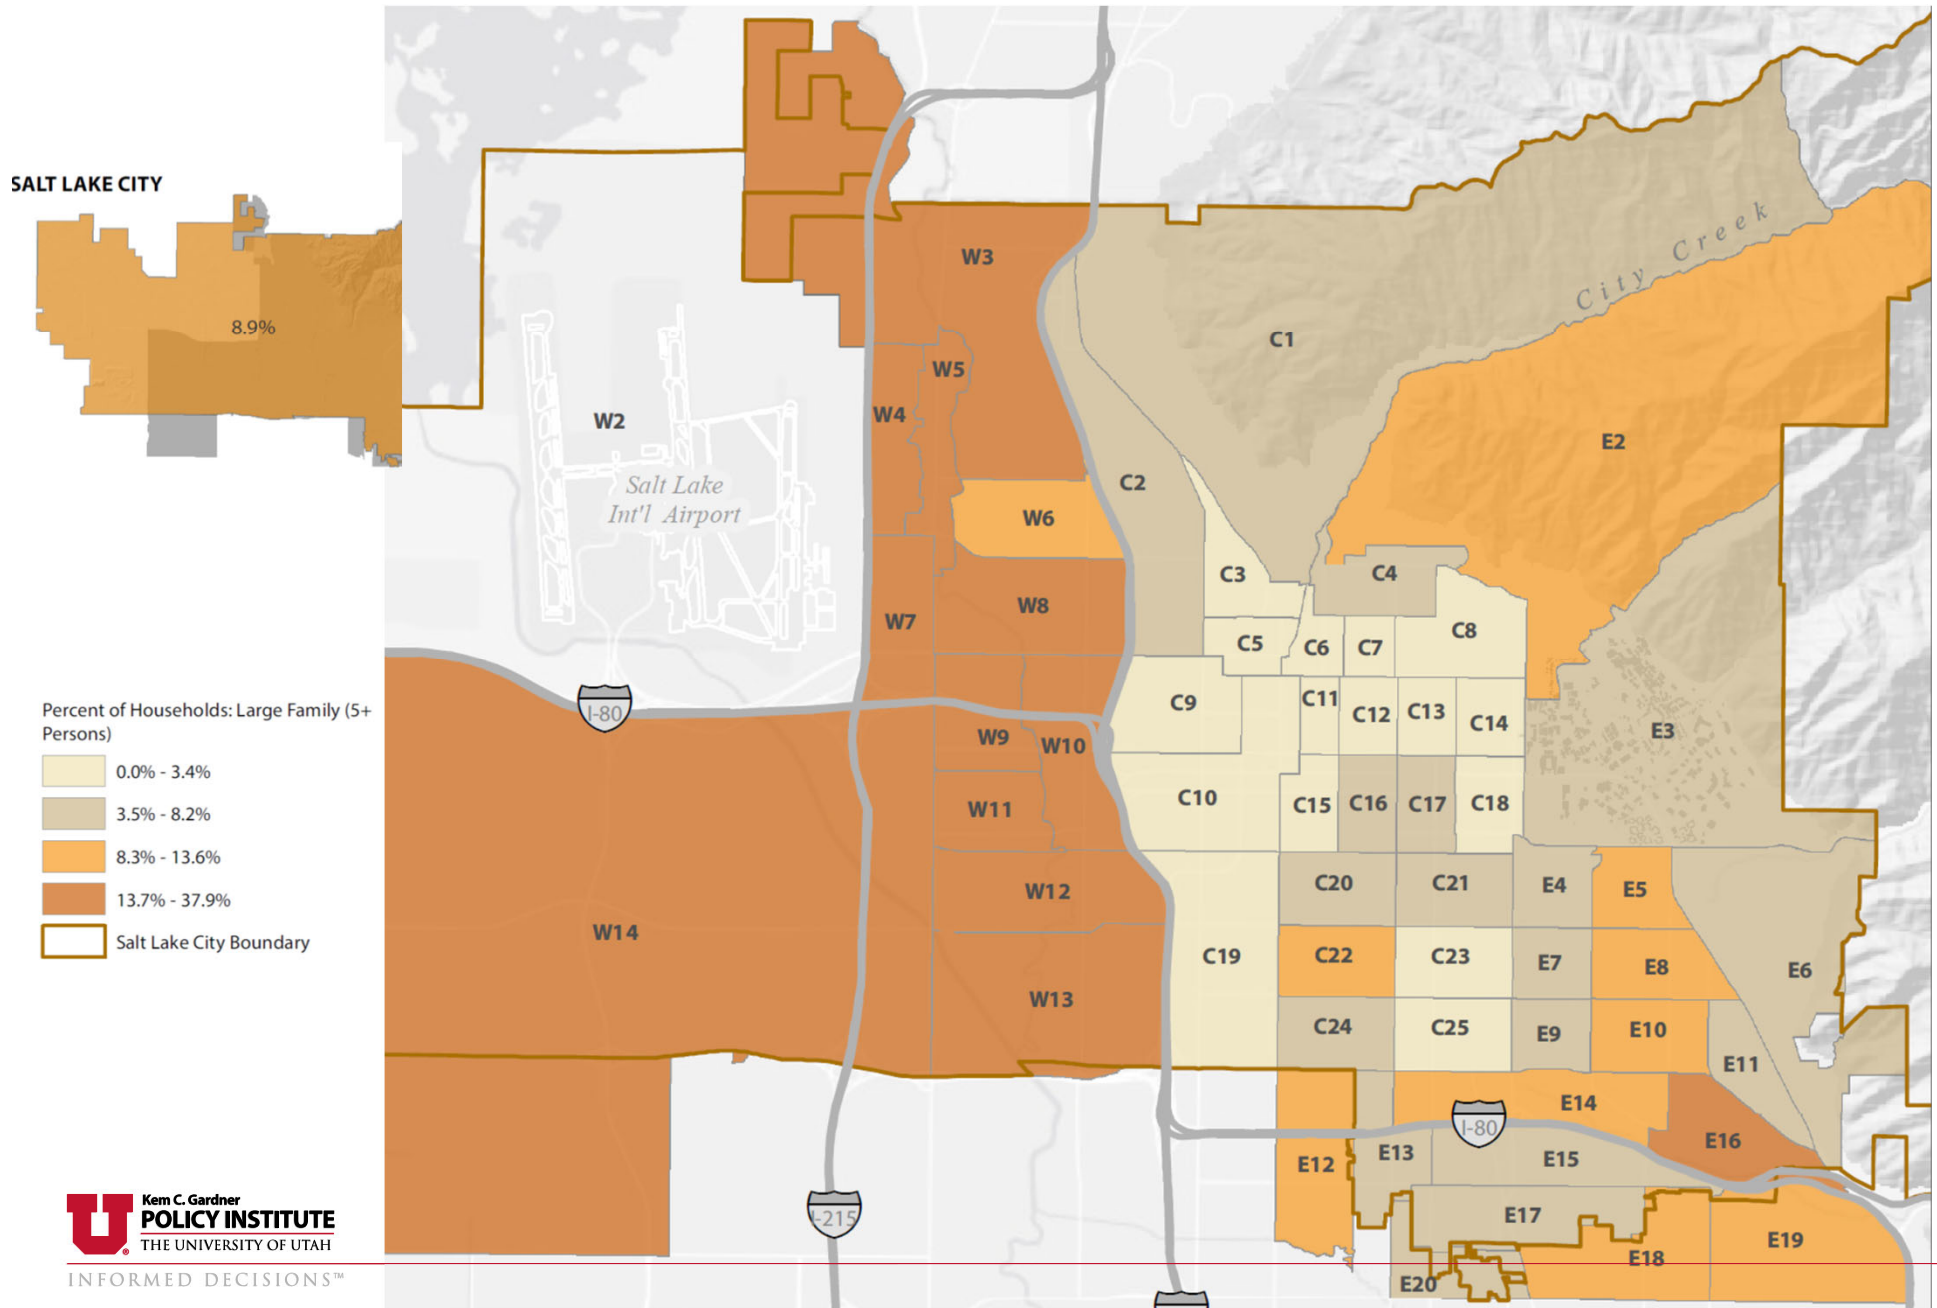 SALT LAKE CITY
8.9%
Percent of Households: Large Family (5+
Persons)
0.0% - 3.4%
3.5% - 8.2%
8.3% - 13.6%
13.7% - 37.9%
Salt Lake City Boundary
W3
City Creek
C1
W5
W4
W2
E2
C2
Salt Lake
Int'l Airport
W6
C3
C4
W8
W7
C5
C6
C7
C8
C9
C11
C12
C13
C14
E3
I-80
W9
W10
C10
C15
C16
C17
C18
W11
W12
C20
C21
E4
E5
W14
C19
C22
C23
E7
E8
E6
W13
C24
C25
E9
E10
E11
E14
I-80
E12
E13
E15
E16
I-215
E17
E18
E19
E20
Kem C. Gardner
POLICY INSTITUTE
THE UNIVERSITY OF UTAH
INFORMED DECISIONS™